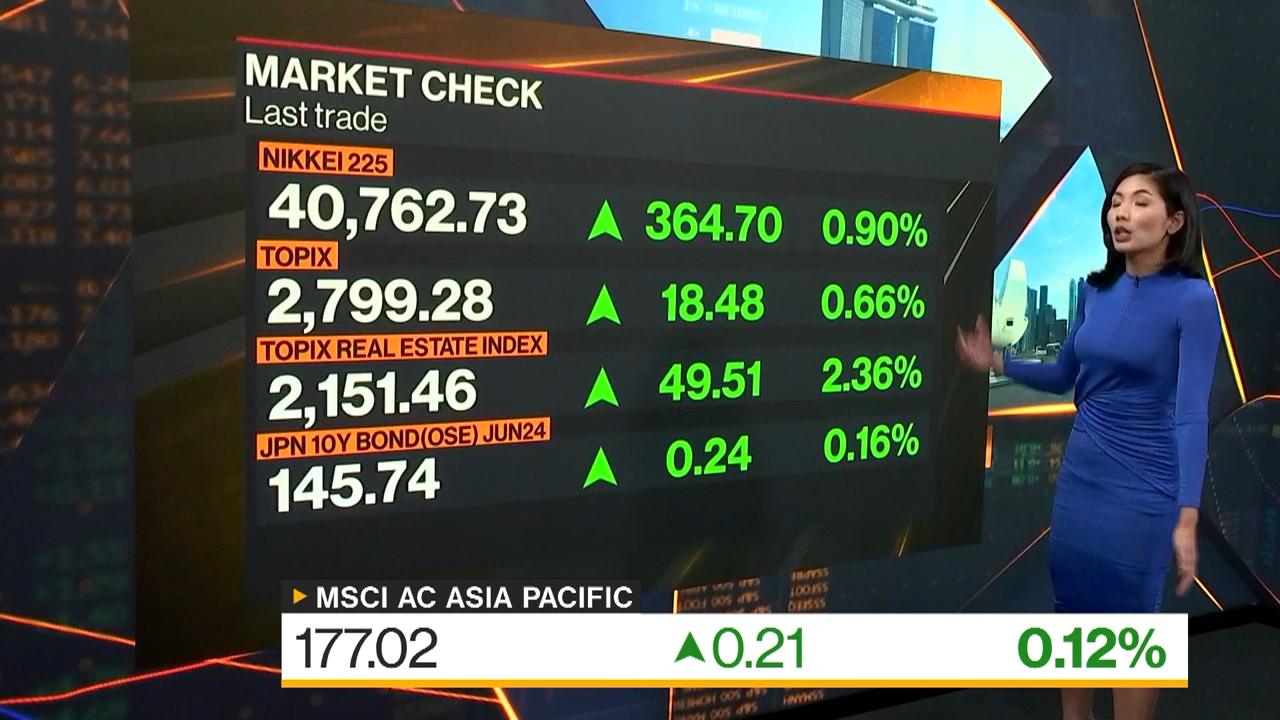 MARKET CHECK
Last trade
NIKKEI 225
40,762.73 ▲ 364.70 0.90%
TOPIX
2,799.28 ▲ 18.48 0.66%
TOPIX REAL ESTATE INDEX
2,151.46 ▲ 49.51 2.36%
JPN 10Y BOND(OSE) JUN24
145.74 ▲ 0.24 0.16%
MSCI AC ASIA PACIFIC
177.02 ▲0.21 0.12%